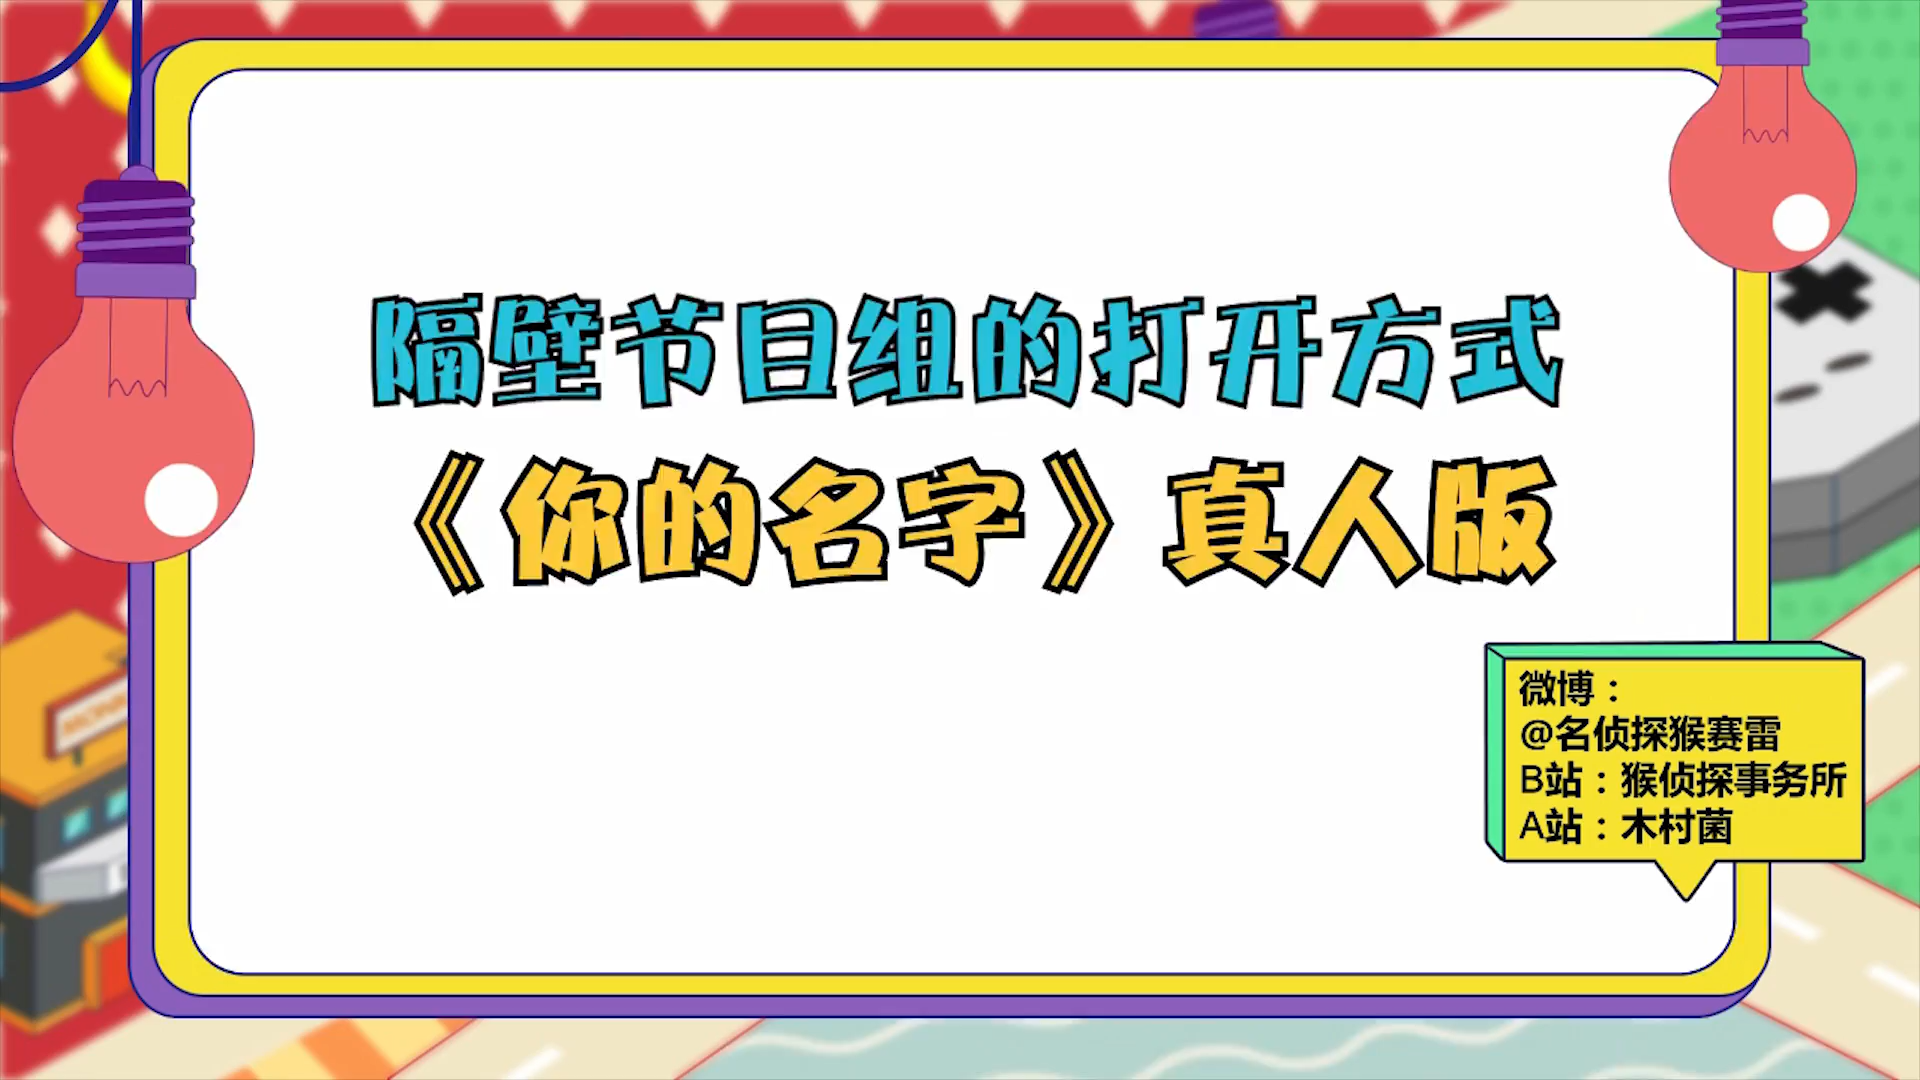 隔壁节目组的打开方式
《你的名字》真人版
微博：
@名侦探猴赛雷
B站：猴侦探事务所
A站：木村菌